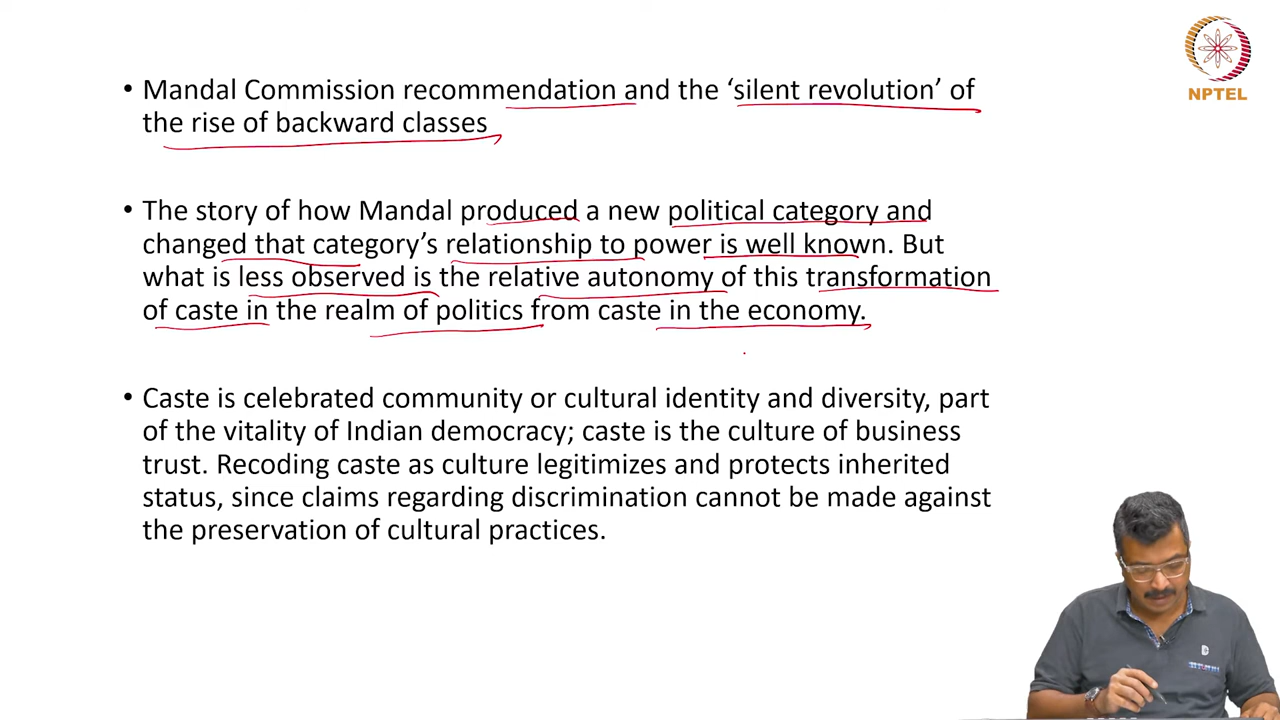 • Mandal Commission recommendation and the ‘silent revolution’ of
the rise of backward classes
• The story of how Mandal produced a new political category and
changed that category’s relationship to power is well known. But
what is less observed is the relative autonomy of this transformation
of caste in the realm of politics from caste in the economy.
• Caste is celebrated community or cultural identity and diversity, part
of the vitality of Indian democracy; caste is the culture of business
trust. Recoding caste as culture legitimizes and protects inherited
status, since claims regarding discrimination cannot be made against
the preservation of cultural practices.
NPTEL